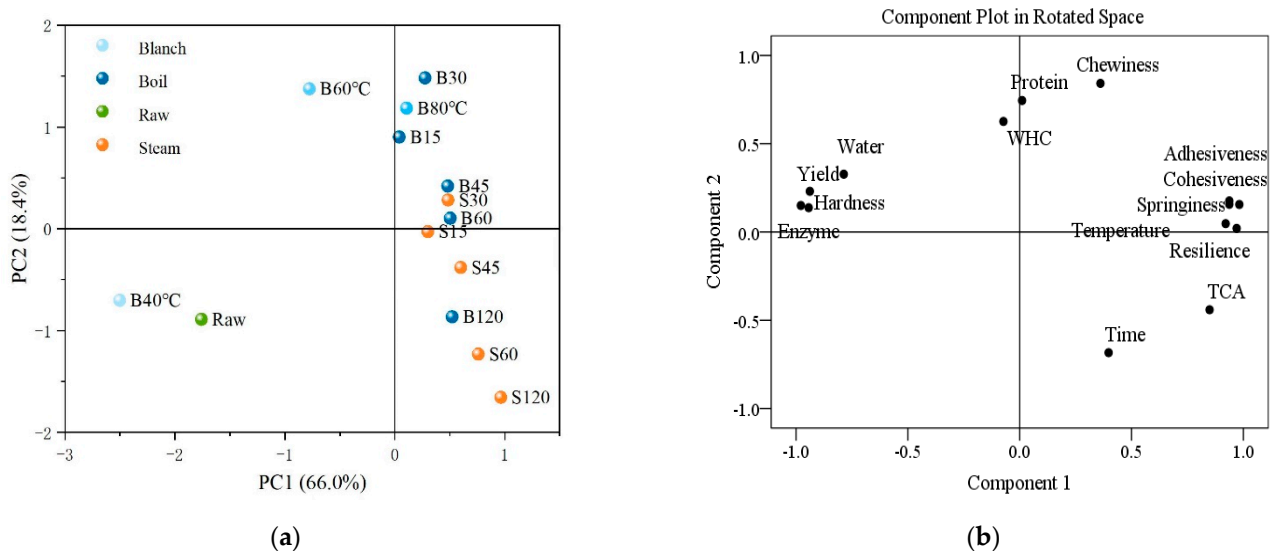 2
1
0
−1
−2
−3
−2
−1
0
1
PC2 (18.4%)
PC1 (66.0%)
Blanch
Boil
Raw
Steam
B60℃
B30
B80℃
B15
B45
S30
B60
S15
S45
B40℃
Raw
B120
S60
S120
(a)
Component Plot in Rotated Space
1.0
0.5
0.0
-0.5
-1.0
-1.0
-0.5
0.0
0.5
1.0
Component 2
Component 1
Chewiness
Protein
WHC
Water
Yield
Hardness
Enzyme
Adhesiveness
Cohesiveness
Springiness
Temperature
Resilience
TCA
Time
(b)